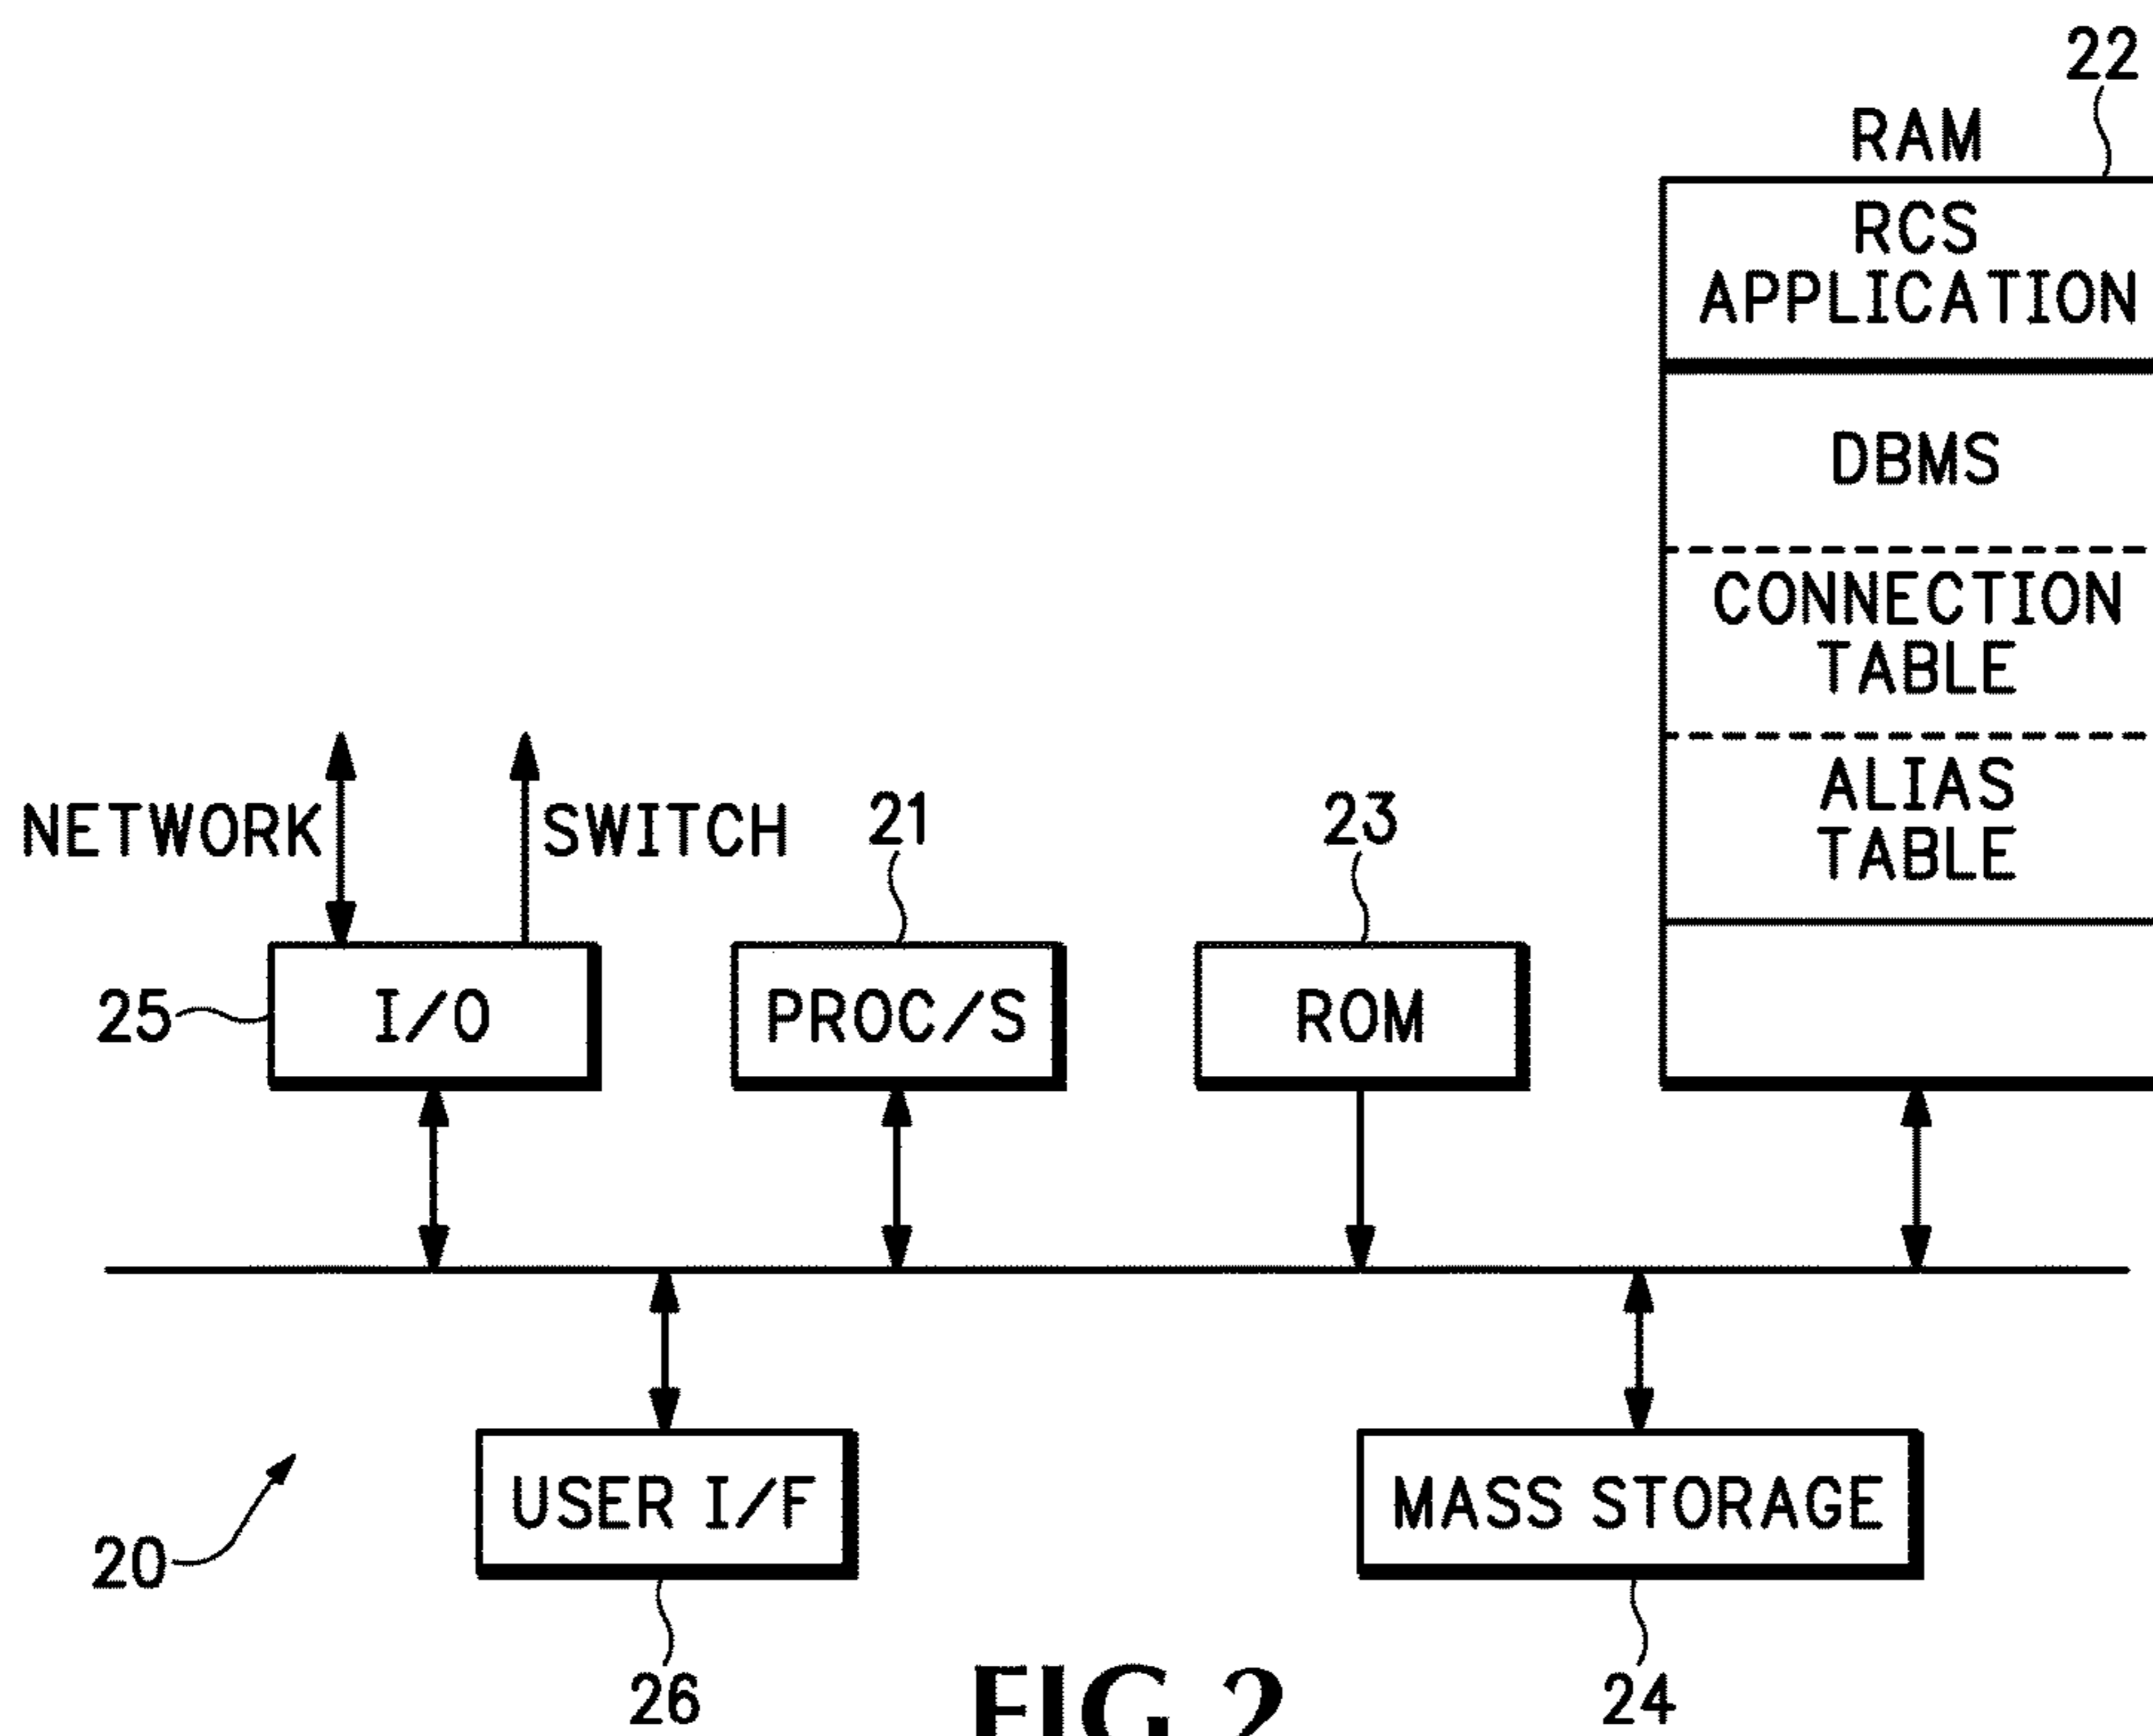 22
RAM
RCS
APPLICATION
DBMS
CONNECTION
TABLE
ALIAS
TABLE
NETWORK
SWITCH
21
23
25
I/O
PROC/S
ROM
USER I/F
MASS STORAGE
20
26
24
FIG 2